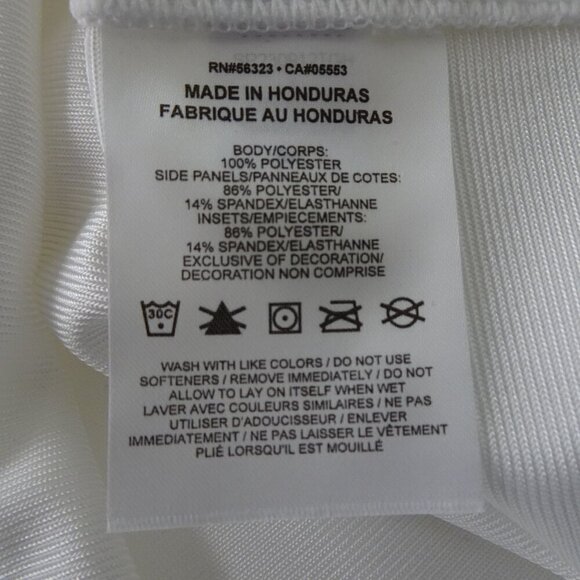 RN#56323 • CA#05553
MADE IN HONDURAS
FABRIQUE AU HONDURAS
BODY/CORPS:
100% POLYESTER
SIDE PANELS/PANNEAUX DE COTES:
86% POLYESTER/
14% SPANDEX/ELASTHANNE
INSETS/EMPIECEMENTS:
86% POLYESTER/
14% SPANDEX/ELASTHANNE
EXCLUSIVE OF DECORATION/
DECORATION NON COMPRISE
30C
WASH WITH LIKE COLORS / DO NOT USE
SOFTENERS / REMOVE IMMEDIATELY / DO NOT
ALLOW TO LAY ON ITSELF WHEN WET
LAVER AVEC COULEURS SIMILAIRES / NE PAS
UTILISER D'ADOUCISSEUR / ENLEVER
IMMEDIATEMENT / NE PAS LAISSER LE VÊTEMENT
PLIÉ LORSQU'IL EST MOUILLÉ